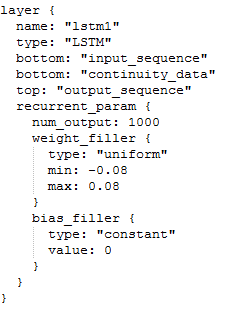 layer {
  name: "lstm1"
  type: "LSTM"
  bottom: "input_sequence"
  bottom: "continuity_data"
  top: "output_sequence"
  recurrent_param {
    num_output: 1000
    weight_filler {
      type: "uniform"
      min: -0.08
      max: 0.08
    }
    bias_filler {
      type: "constant"
      value: 0
    }
  }
}